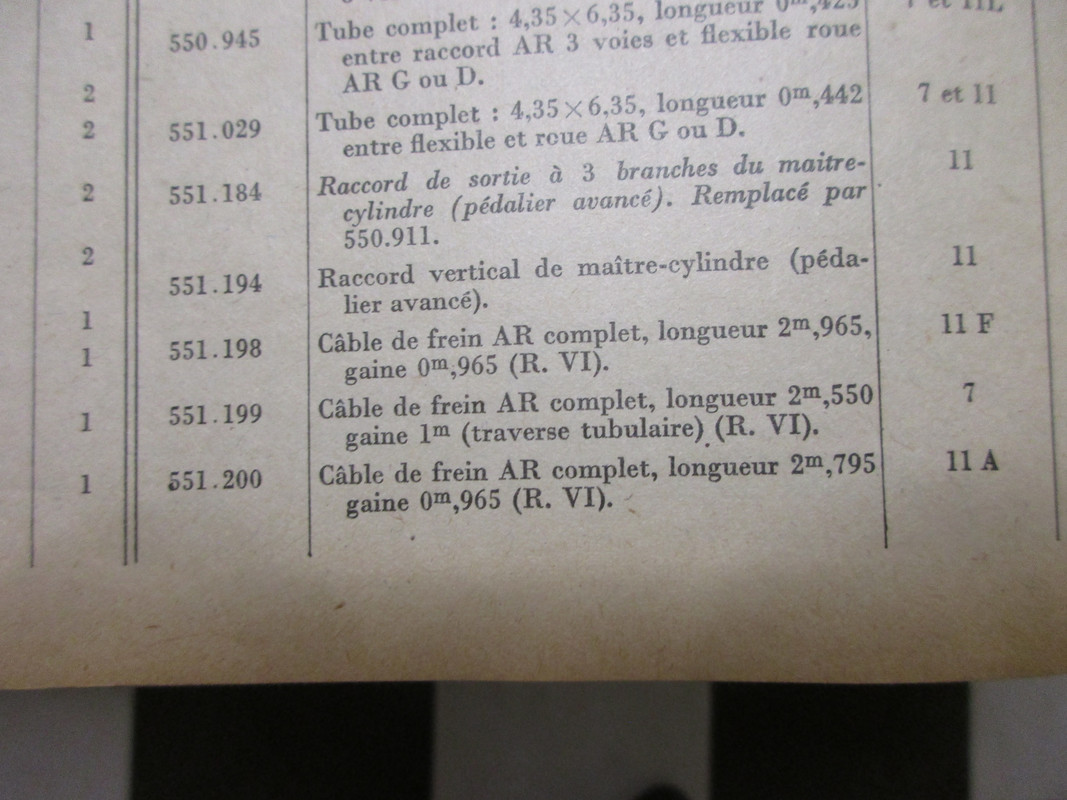 1
2
2
2
2
1
1
1
1
550.945 Tube complet : 4,35×6,35, longueur 0ᵐ,425 7 et 11L
entre raccord AR 3 voies et flexible roue
AR G ou D.
551.029 Tube complet : 4,35×6,35, longueur 0ᵐ,442 7 et 11
entre flexible et roue AR G ou D.
551.184 Raccord de sortie à 3 branches du maitre- 11
cylindre (pédalier avancé). Remplacé par
550.911.
551.194 Raccord vertical de maître-cylindre (péda- 11
lier avancé).
551.198 Câble de frein AR complet, longueur 2ᵐ,965, 11 F
gaine 0ᵐ,965 (R. VI).
551.199 Câble de frein AR complet, longueur 2ᵐ,550 7
gaine 1ᵐ (traverse tubulaire) (R. VI).
551.200 Câble de frein AR complet, longueur 2ᵐ,795 11 A
gaine 0ᵐ,965 (R. VI).